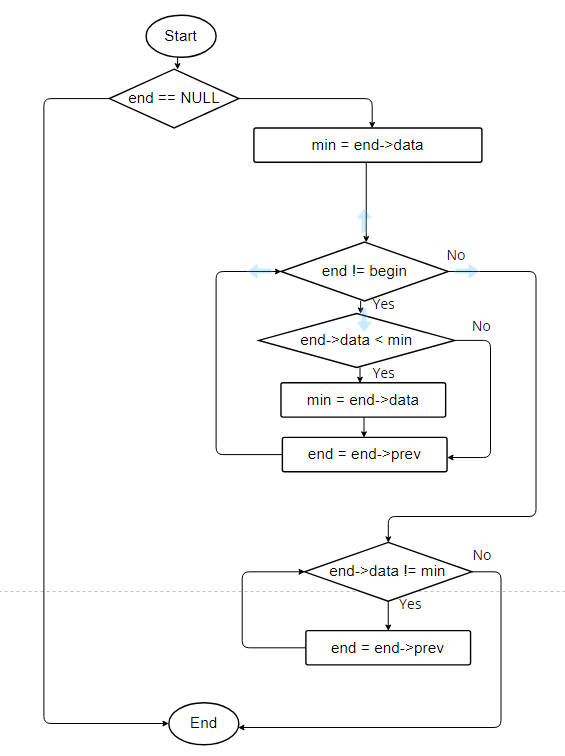 Start
end == NULL
min = end->data
end != begin
No
Yes
end->data < min
No
Yes
min = end->data
end = end->prev
end->data != min
No
Yes
end = end->prev
End